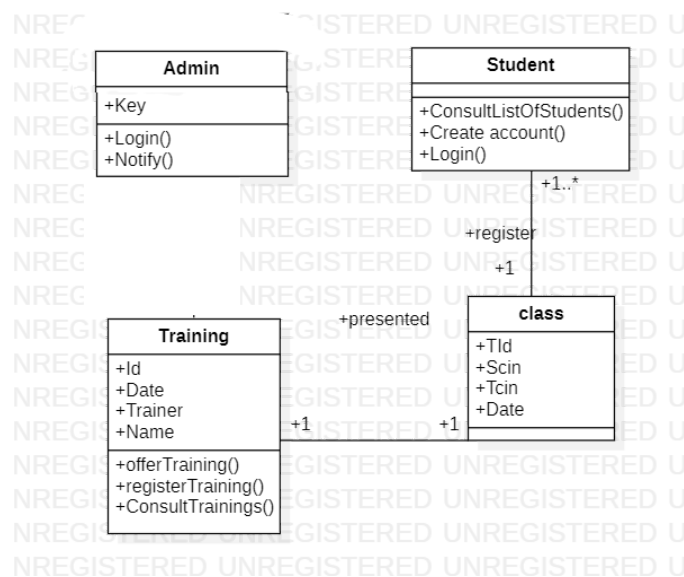 Admin
+Key
+Login()
+Notify()
Student
+ConsultListOfStudents()
+Create account()
+Login()
+1..*
+register
+1
class
+TId
+Scin
+Tcin
+Date
+presented
Training
+Id
+Date
+Trainer
+Name
+offerTraining()
+registerTraining()
+ConsultTrainings()
+1
+1
UNREGISTERED